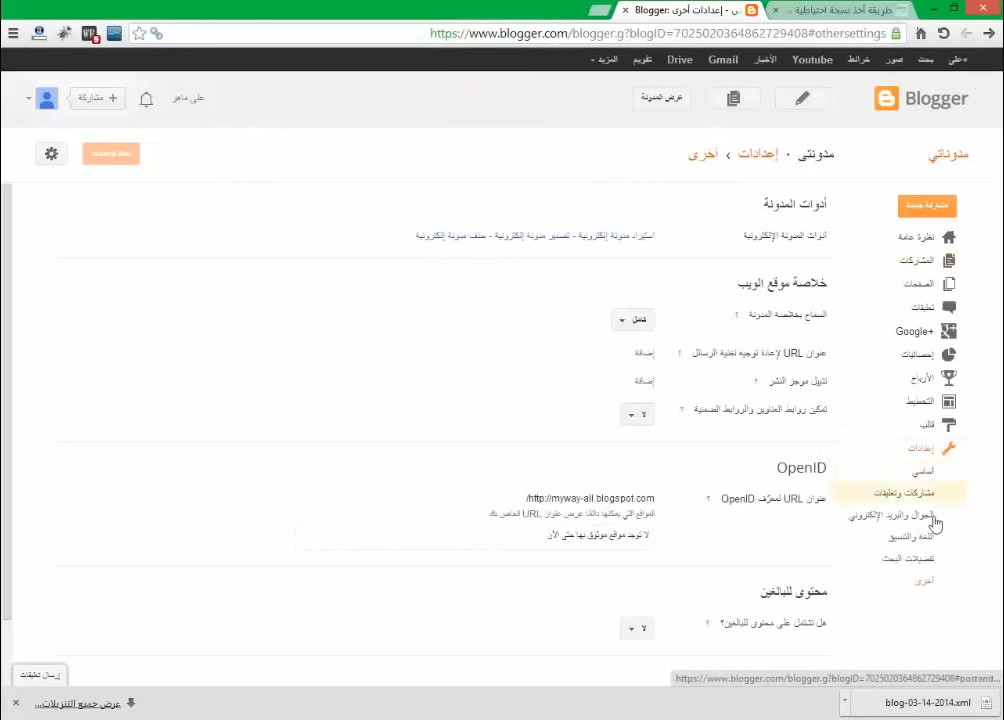 طريقة أخذ نسخة احتياطية
Blogger: إعدادات أخرى -
https://www.blogger.com/blogger.g?blogID=7025020364862729408#othersettings
+على بحث صور خرائط Youtube الأخبار Gmail Drive تقويم المزيد
Blogger
عرض المدونة
على ماهر
مشاركة +
مدوناتي
مدونتى · إعدادات › أخرى
مشاركة جديدة
نظرة عامة
المشاركات
الصفحات
تعليقات
Google+
إحصائيات
الأرباح
التخطيط
قالب
إعدادات
أساسي
مشاركات وتعليقات
الجوال والبريد الإلكتروني
اللغة والتنسيق
تفضيلات البحث
أخرى
أدوات المدونة
أدوات المدونة الإلكترونية
استيراد مدونة إلكترونية - تصدير مدونة إلكترونية - حذف مدونة إلكترونية
خلاصة موقع الويب
السماح بخلاصة المدونة ؟
كامل
عنوان URL لإعادة توجيه تغذية الرسائل ؟
إضافة
تذييل موجز النشر ؟
إضافة
تمكين روابط العناوين والروابط الضمنية ؟
لا
OpenID
عنوان URL لمعرّف OpenID ؟
http://myway-all.blogspot.com/
المواقع التي يمكنها دائمًا عرض عنوان URL الخاص بك
لا توجد مواقع موثوق بها حتى الآن
محتوى للبالغين
هل تشتمل على محتوى للبالغين؟ ؟
لا
إرسال تعليقات
https://www.blogger.com/blogger.g?blogID=7025020364862729408#postand...
عرض جميع التنزيلات...
blog-03-14-2014.xml